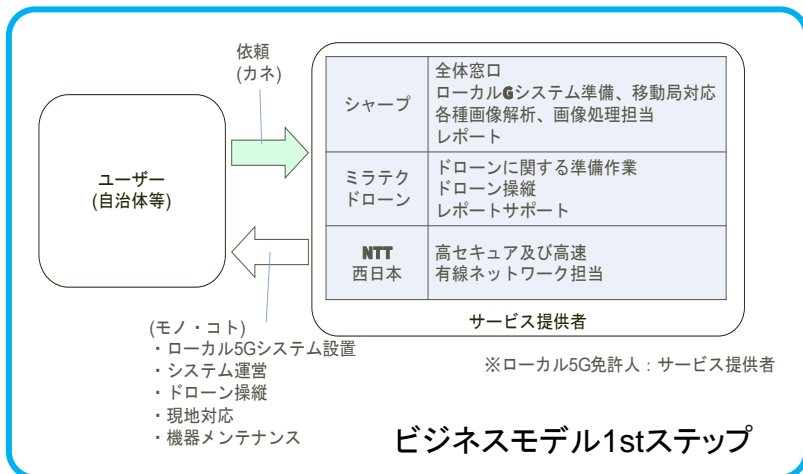 依頼
(カネ)
ユーザー
(自治体等)
シャープ
全体窓口
ローカルGシステム準備、移動局対応
各種画像解析、画像処理担当
レポート
ミラテク
ドローン
ドローンに関する準備作業
ドローン操縦
レポートサポート
NTT
西日本
高セキュア及び高速
有線ネットワーク担当
サービス提供者
(モノ・コト)
・ローカル5Gシステム設置
・システム運営
・ドローン操縦
・現地対応
・機器メンテナンス
※ローカル5G免許人:サービス提供者
ビジネスモデル1stステップ